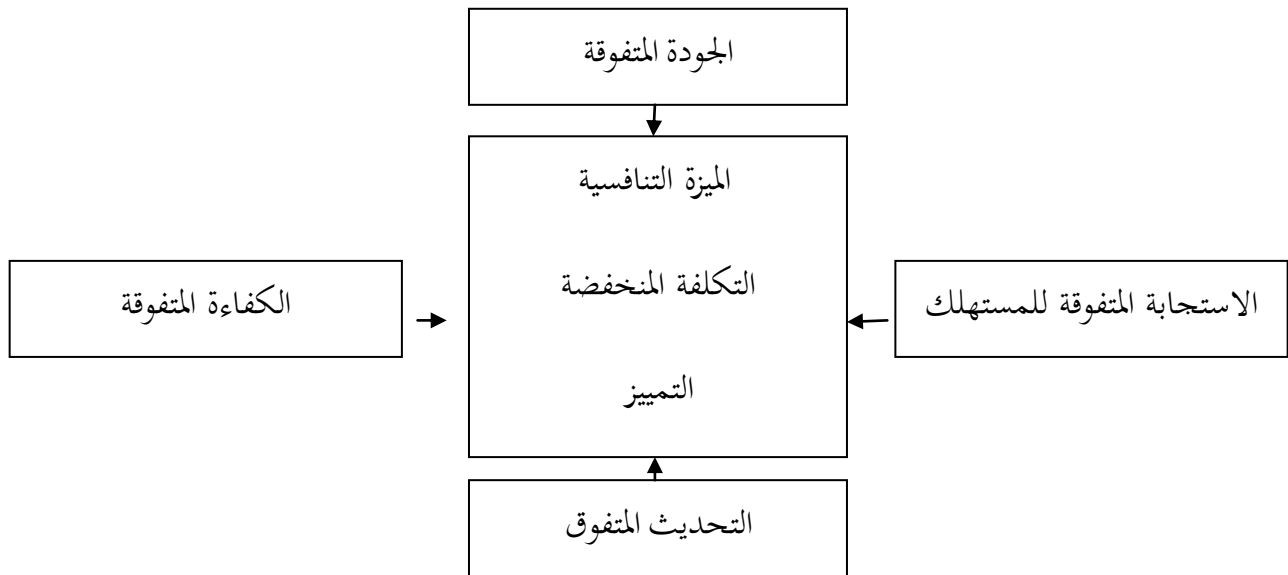 الجودة المتفوقة
الميزة التنافسية
التكلفة المنخفضة
التمييز
الاستجابة المتفوقة للمستهلك
الكفاءة المتفوقة
التحديث المتفوق